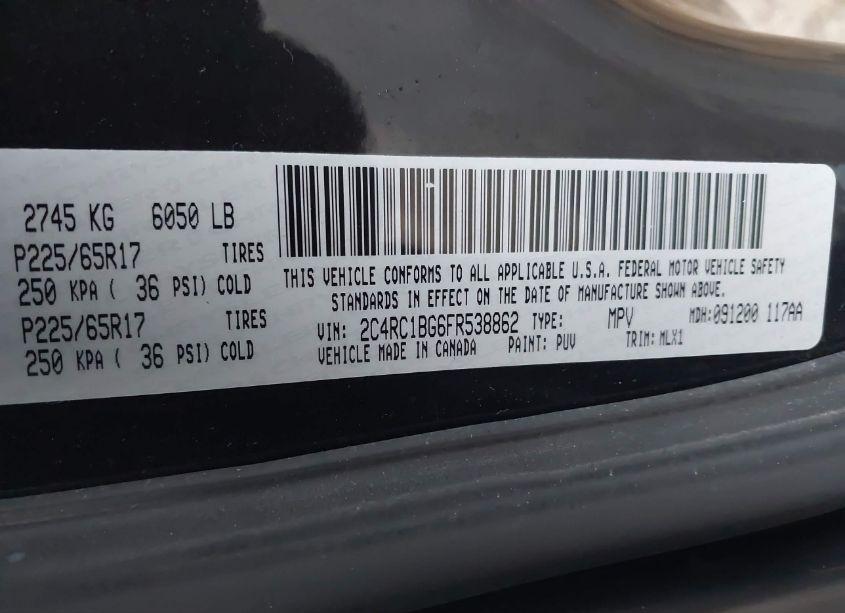 2745 KG 6050 LB
P225/65R17 TIRES
250 KPA ( 36 PSI) COLD
P225/65R17 TIRES
250 KPA ( 36 PSI) COLD
THIS VEHICLE CONFORMS TO ALL APPLICABLE U.S.A. FEDERAL MOTOR VEHICLE SAFETY
STANDARDS IN EFFECT ON THE DATE OF MANUFACTURE SHOWN ABOVE.
VIN: 2C4RC1BG6FR538862 TYPE: MPV MDH:091200 117AA
VEHICLE MADE IN CANADA PAINT: PUV TRIM: MLX1